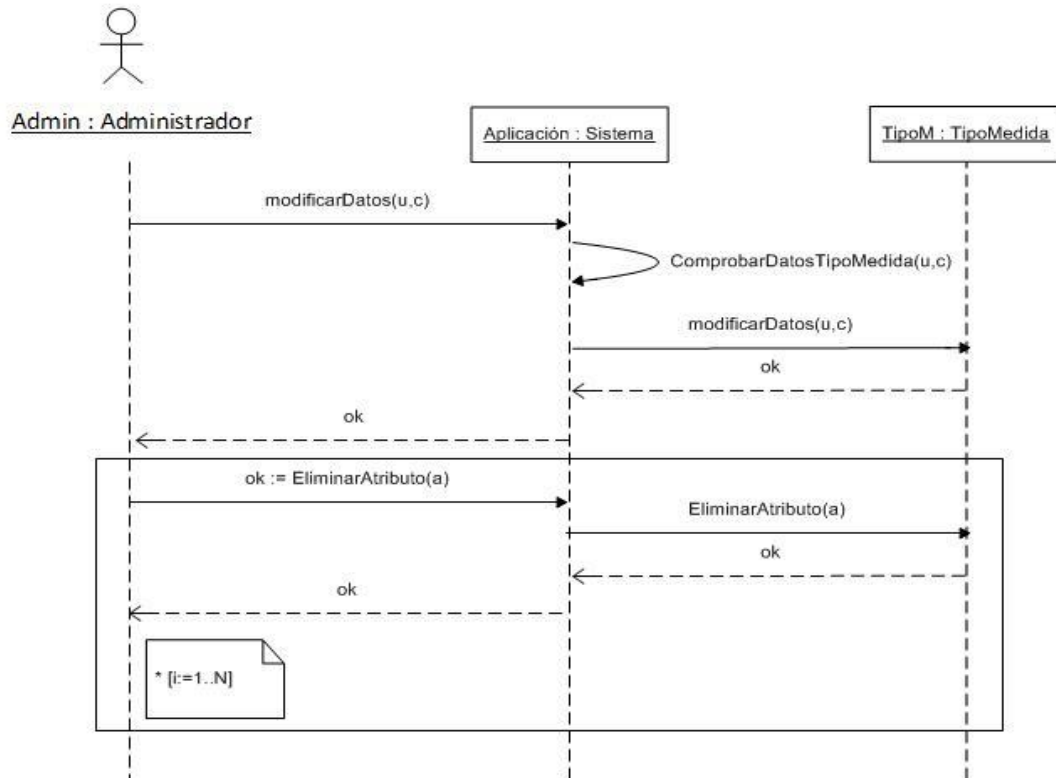 Admin : Administrador
Aplicación : Sistema
TipoM : TipoMedida
modificarDatos(u,c)
ComprobarDatosTipoMedida(u,c)
modificarDatos(u,c)
ok
ok
ok := EliminarAtributo(a)
EliminarAtributo(a)
ok
ok
* [i:=1..N]